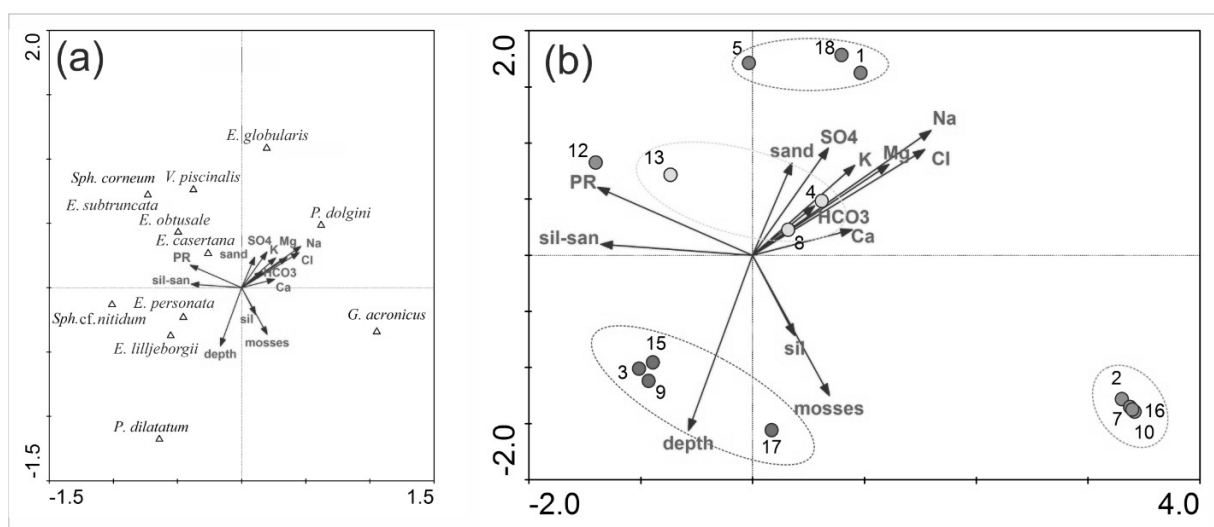 (a)
2.0
E. globularis
Sph. corneum
V. piscinalis
E. subtruncata
E. obtusale
P. dolgini
E. casertana
SO4
Mg
Na
sand
K
PR
Cl
HCO3
sil-san
Ca
E. personata
Sph.cf.nitidum
sil
G. acronicus
E. lilljeborgii
depth
mosses
P. dilatatum
-1.5
-1.5
1.5
(b)
2.0
5
18
1
Na
SO4
12
13
sand
K
Mg
Cl
PR
4
HCO3
sil-san
8
Ca
15
sil
3
9
2
mosses
16
7
10
depth
17
-2.0
-2.0
4.0